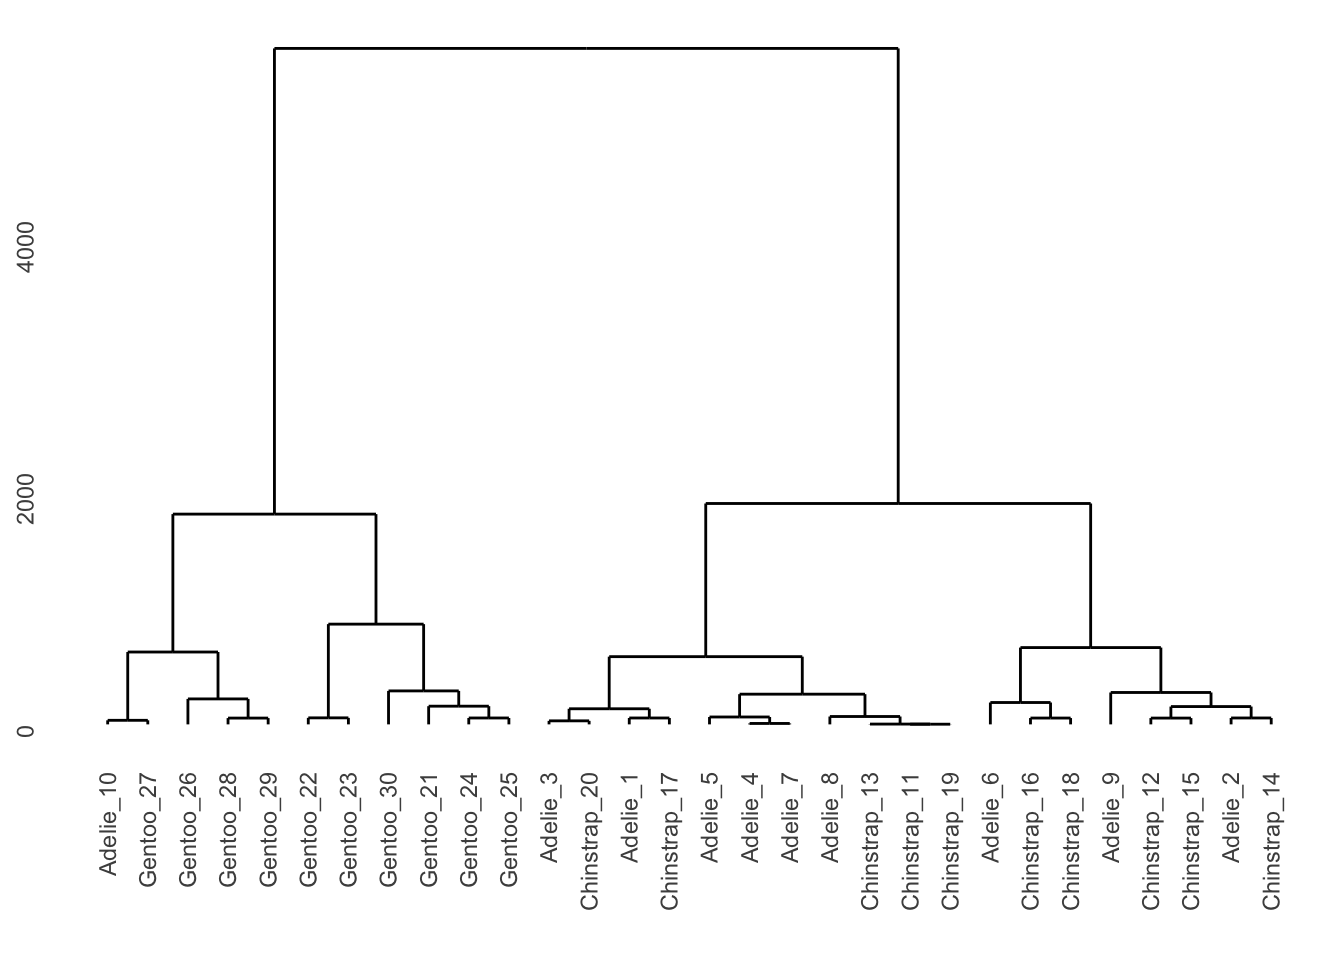 4000
2000
0
Adelie_10
Gentoo_27
Gentoo_26
Gentoo_28
Gentoo_29
Gentoo_22
Gentoo_23
Gentoo_30
Gentoo_21
Gentoo_24
Gentoo_25
Adelie_3
Chinstrap_20
Adelie_1
Chinstrap_17
Adelie_5
Adelie_4
Adelie_7
Adelie_8
Chinstrap_13
Chinstrap_11
Chinstrap_19
Adelie_6
Chinstrap_16
Chinstrap_18
Adelie_9
Chinstrap_12
Chinstrap_15
Adelie_2
Chinstrap_14